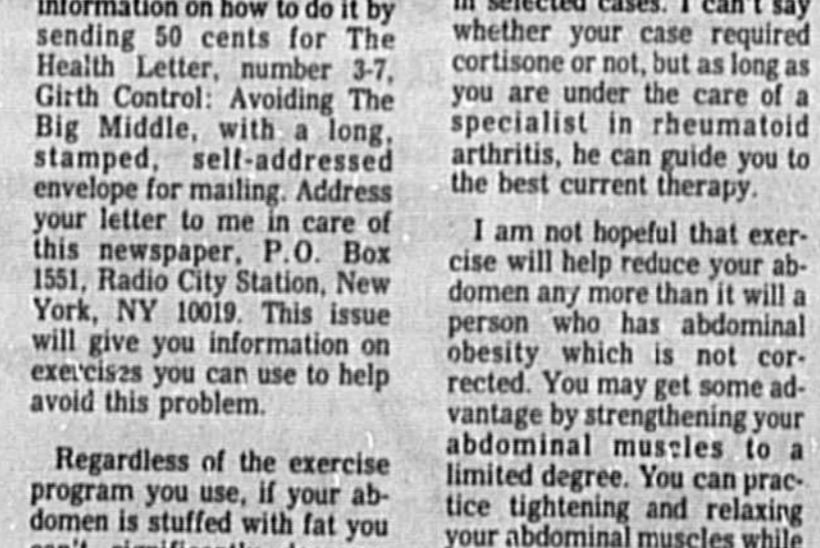 information on how to do it by
sending 50 cents for The
Health Letter, number 3-7,
Girth Control: Avoiding The
Big Middle, with a long,
stamped, self-addressed
envelope for mailing. Address
your letter to me in care of
this newspaper, P.O. Box
1551, Radio City Station, New
York, NY 10019. This issue
will give you information on
exercises you can use to help
avoid this problem.
Regardless of the exercise
program you use, if your ab-
domen is stuffed with fat you
can't significantly
in selected cases. I can't say
whether your case required
cortisone or not, but as long as
you are under the care of a
specialist in rheumatoid
arthritis, he can guide you to
the best current therapy.
I am not hopeful that exer-
cise will help reduce your ab-
domen any more than it will a
person who has abdominal
obesity which is not cor-
rected. You may get some ad-
vantage by strengthening your
abdominal muscles to a
limited degree. You can prac-
tice tightening and relaxing
your abdominal muscles while